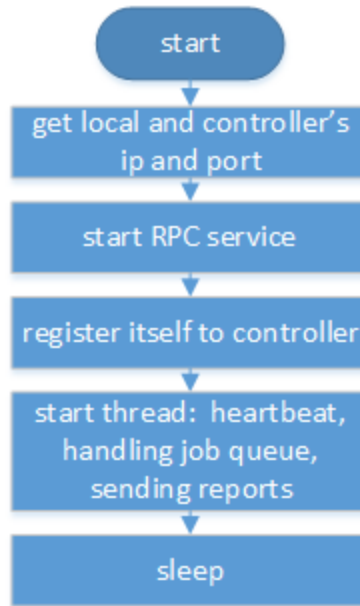 start
get local and controller's
ip and port
start RPC service
register itself to controller
start thread: heartbeat,
handling job queue,
sending reports
sleep